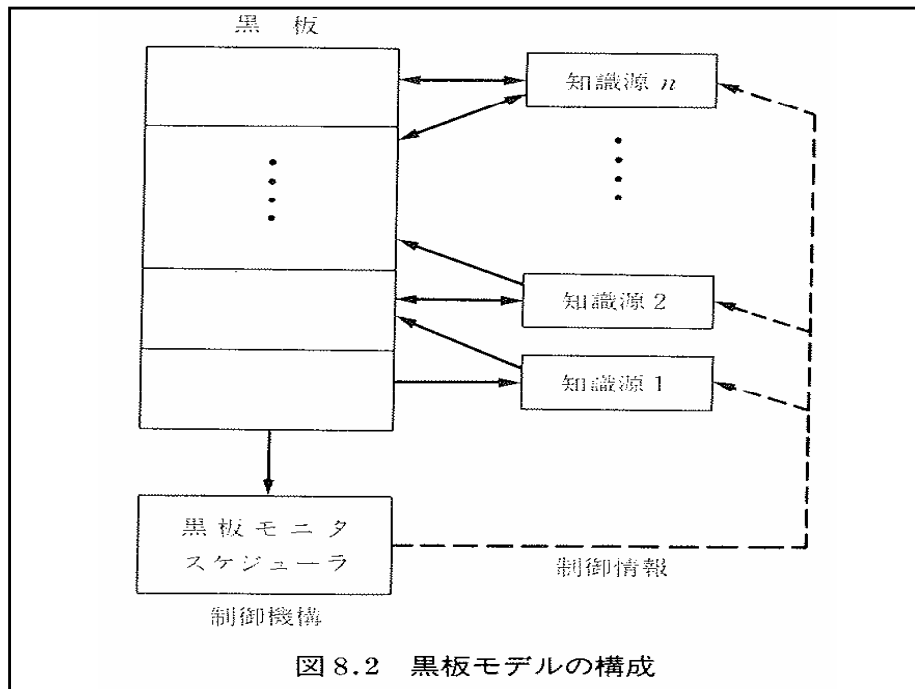 黒板
知識源 n
知識源 2
知識源 1
黒板モニタ
スケジューラ
制御情報
制御機構
図 8.2 黒板モデルの構成